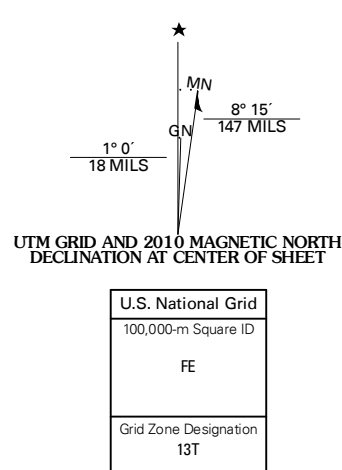 ★
MN
8° 15´
147 MILS
GN
1° 0´
18 MILS
UTM GRID AND 2010 MAGNETIC NORTH
DECLINATION AT CENTER OF SHEET
U.S. National Grid
100,000-m Square ID
FE
Grid Zone Designation
13T